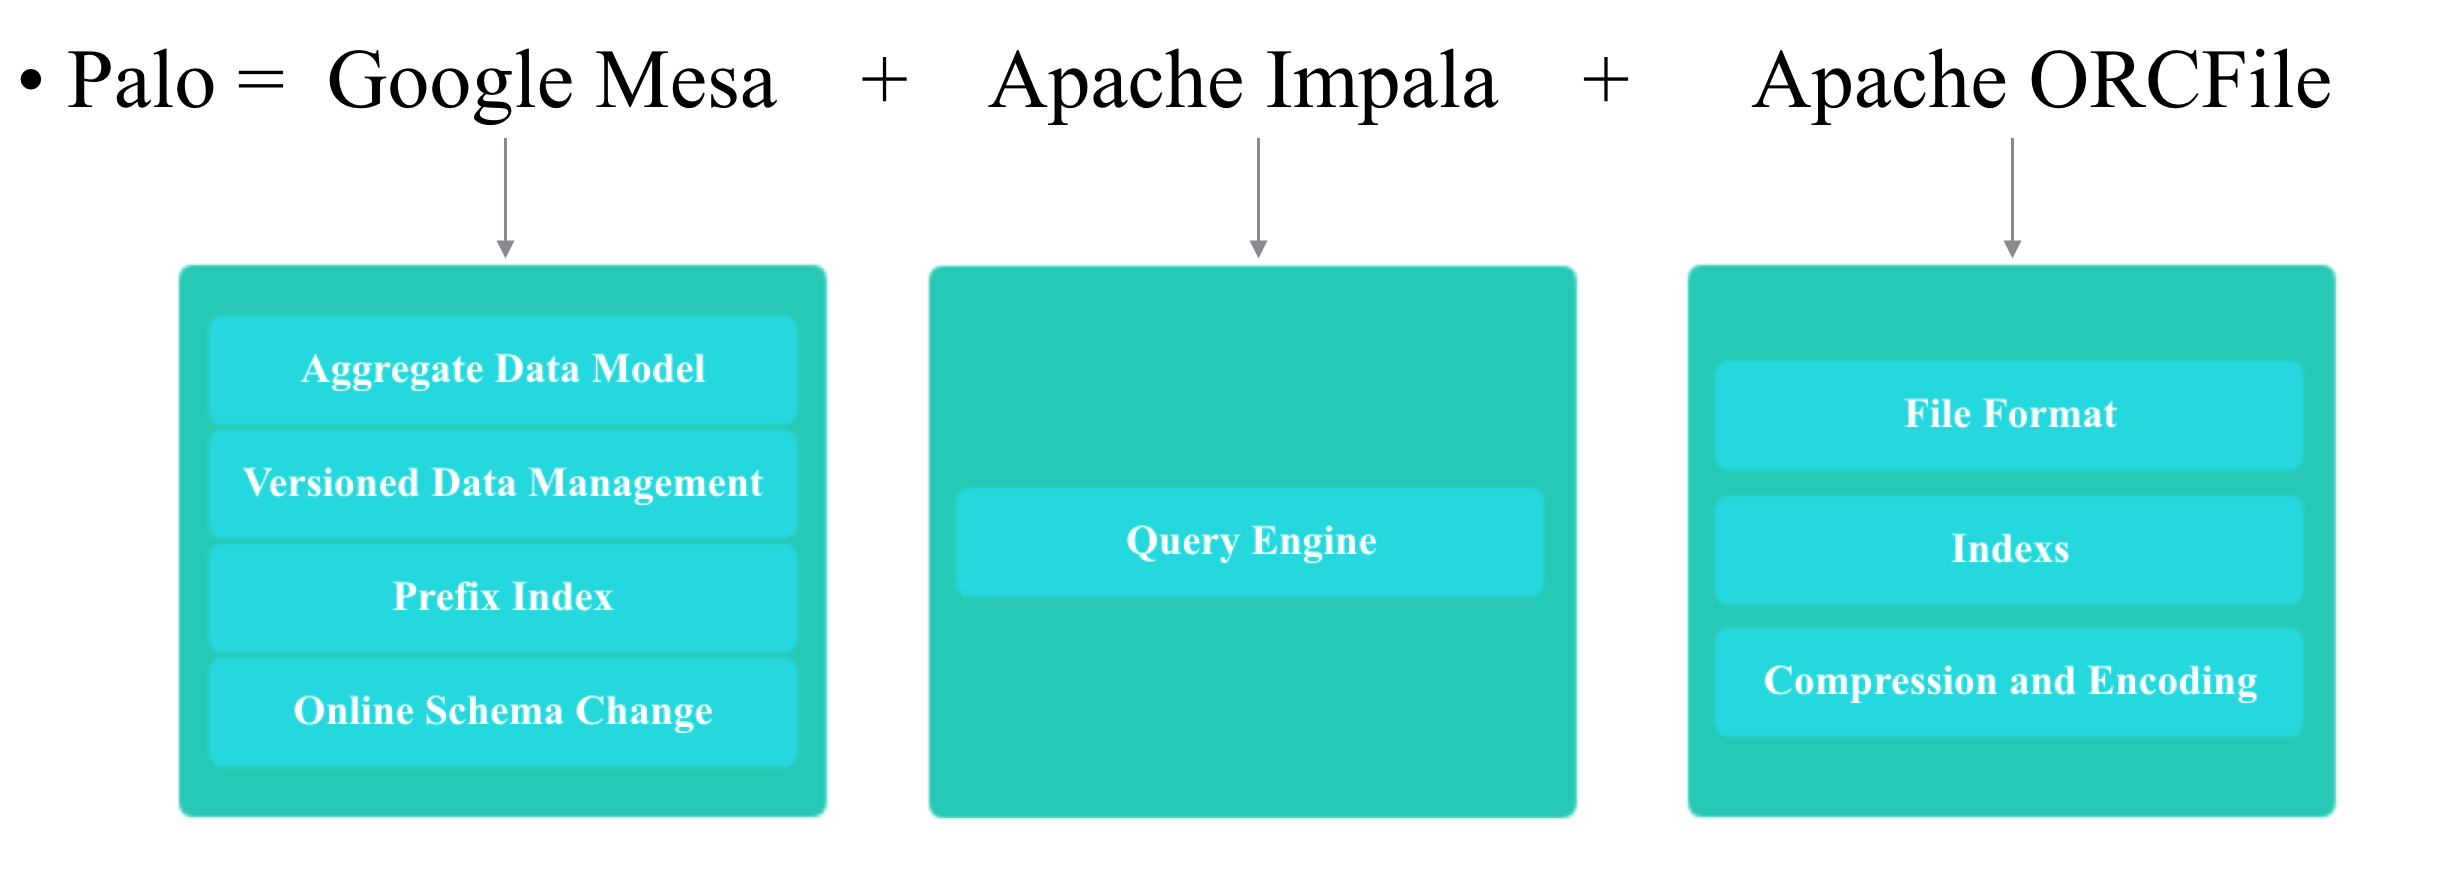 • Palo = Google Mesa + Apache Impala + Apache ORCFile
Aggregate Data Model
Versioned Data Management
Prefix Index
Online Schema Change
Query Engine
File Format
Indexs
Compression and Encoding